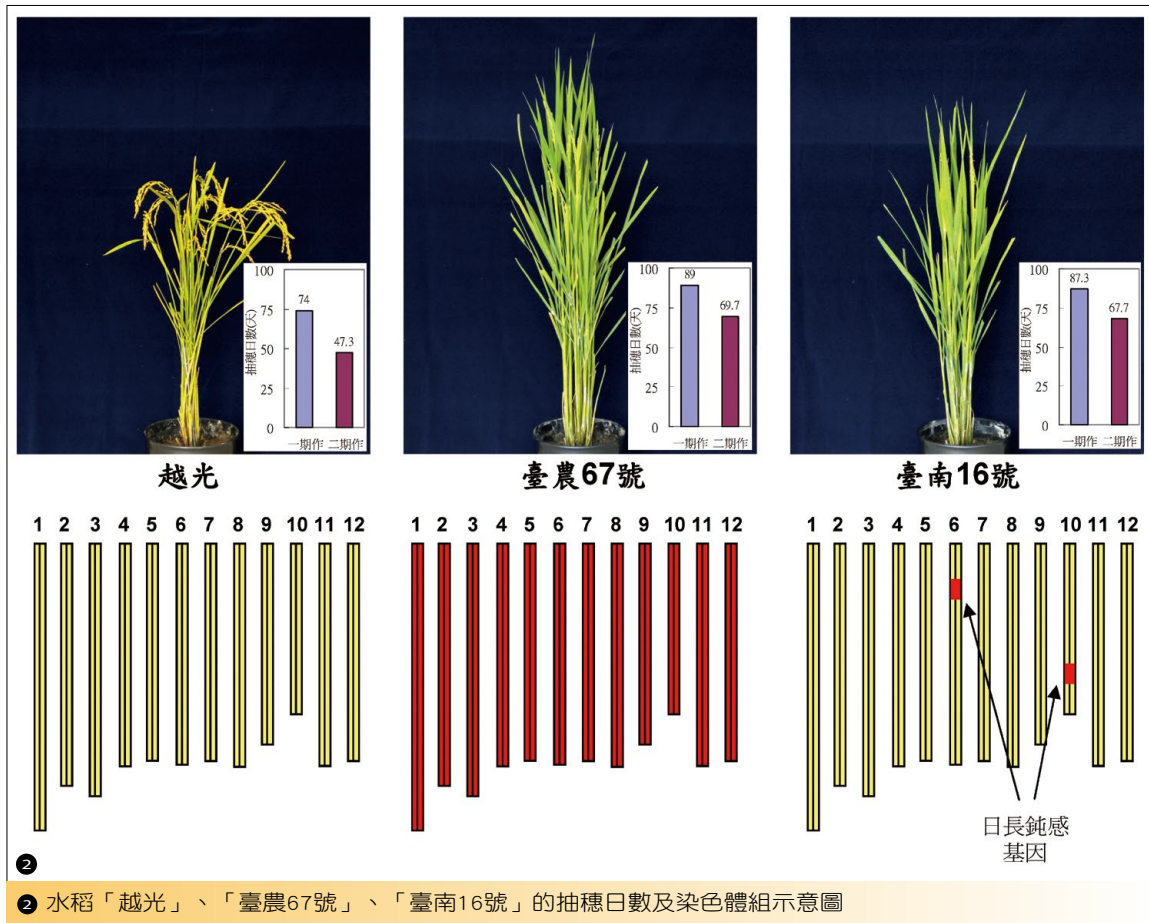 100
75
50
25
0
抽穗日數(天)
74
47.3
一期作 二期作
越光
100
75
50
25
0
抽穗日數(天)
89
69.7
一期作 二期作
臺農67號
100
75
50
25
0
抽穗日數(天)
87.3
67.7
一期作 二期作
臺南16號
1 2 3 4 5 6 7 8 9 10 11 12
1 2 3 4 5 6 7 8 9 10 11 12
1 2 3 4 5 6 7 8 9 10 11 12
日長鈍感
基因
❷
❷ 水稻「越光」、「臺農67號」、「臺南16號」的抽穗日數及染色體組示意圖